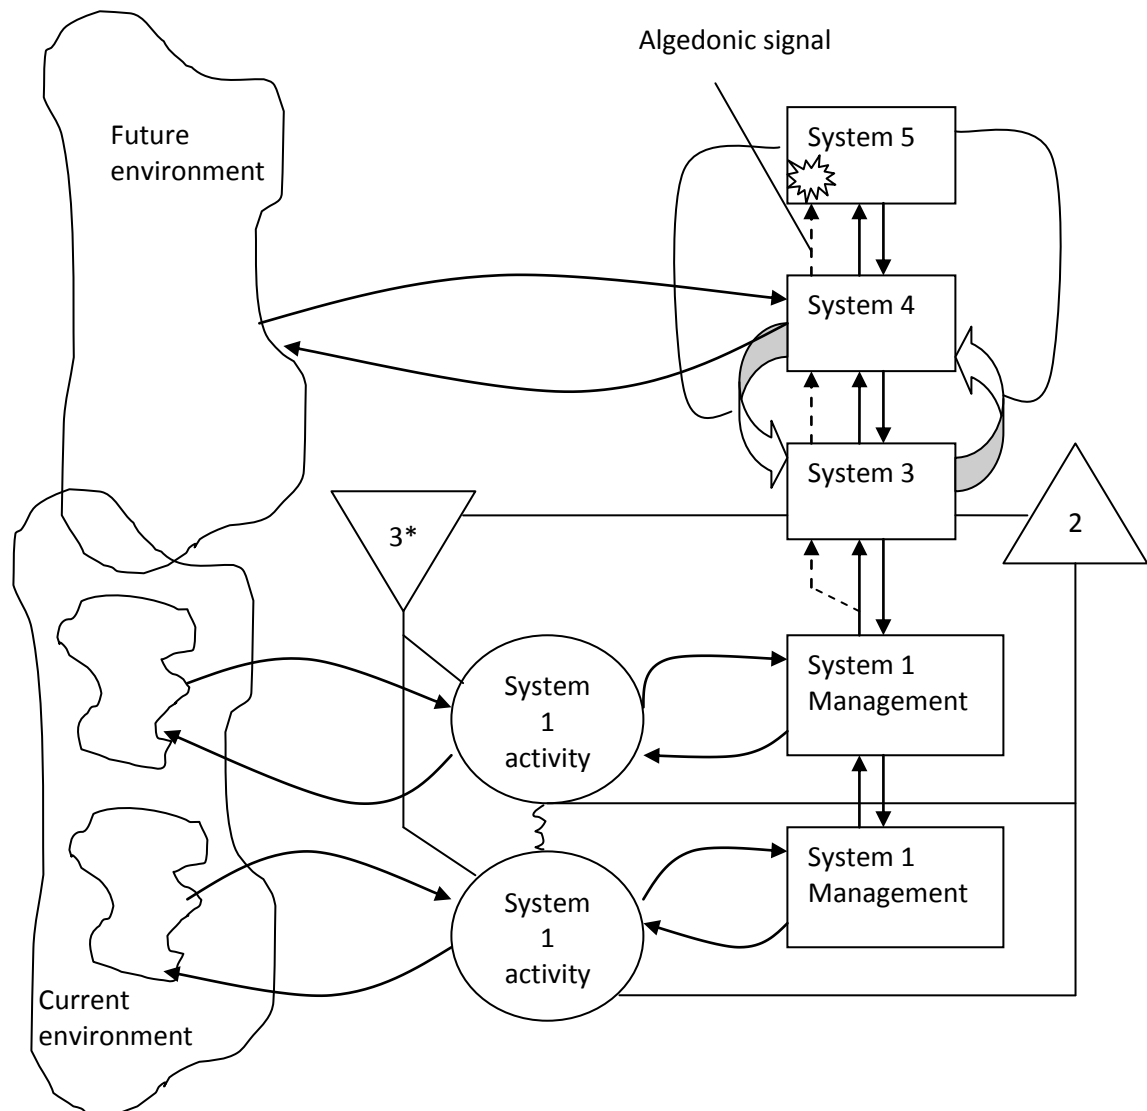 Algedonic signal
Future
environment
System 5
System 4
System 3
3*
2
System
1
activity
System 1
Management
System
1
activity
System 1
Management
Current
environment